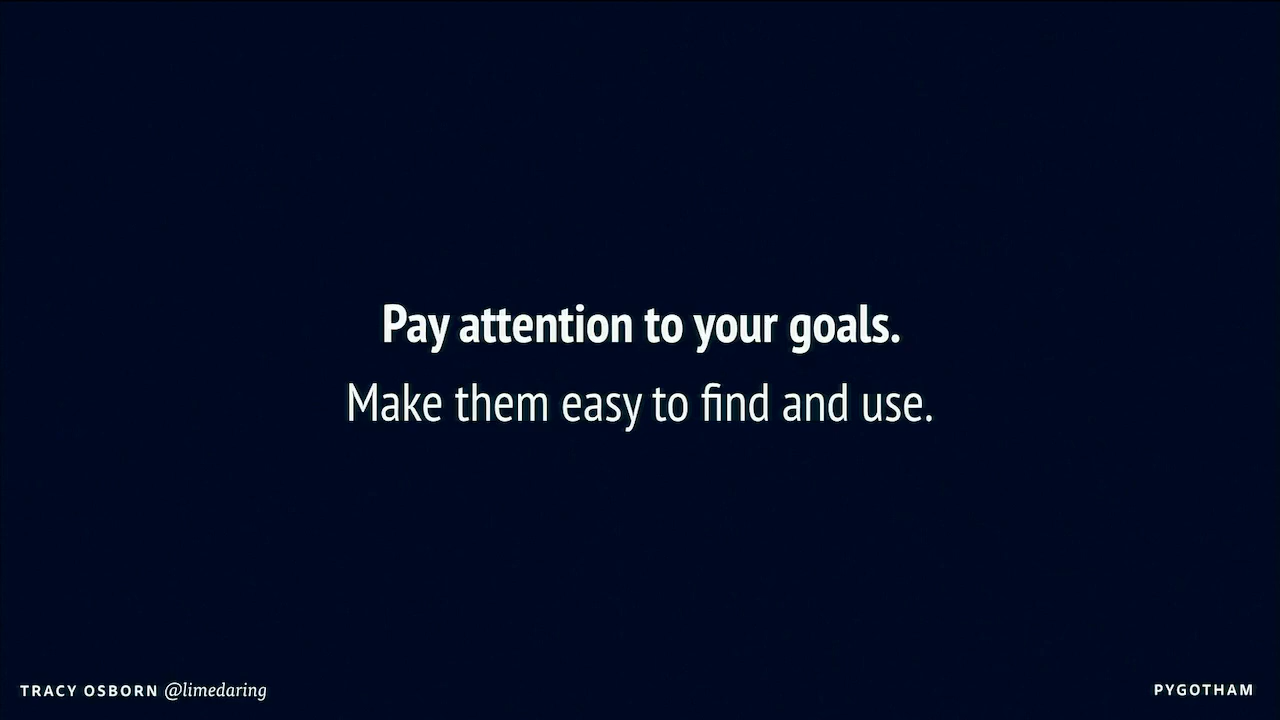 Pay attention to your goals.
Make them easy to find and use.
TRACY OSBORN @limedaring
PYGOTHAM